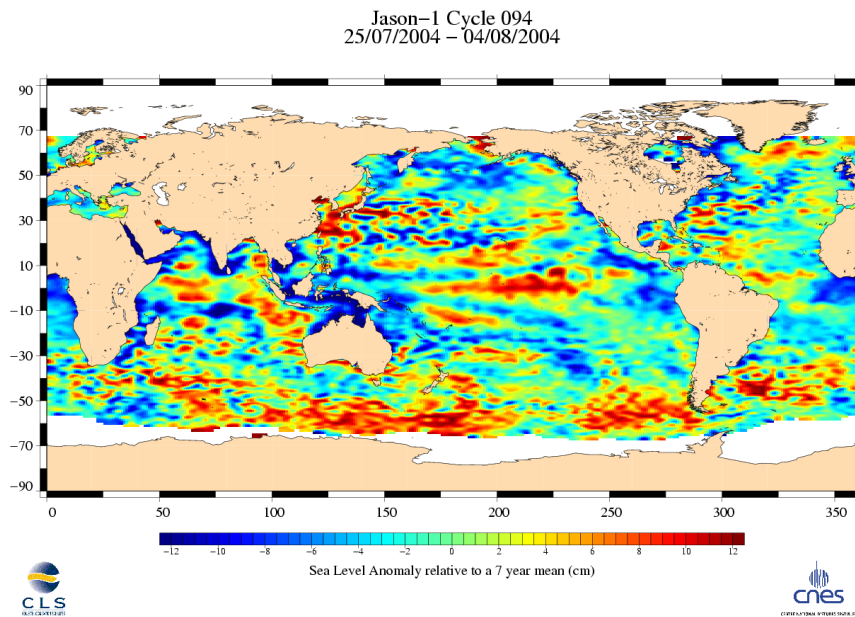 Jason-1 Cycle 094
25/07/2004 - 04/08/2004
90
70
50
30
10
-10
-30
-50
-70
-90
0 50 100 150 200 250 300 350
-12 -10 -8 -6 -4 -2 0 2 4 6 8 10 12
Sea Level Anomaly relative to a 7 year mean (cm)
CLS
cnes